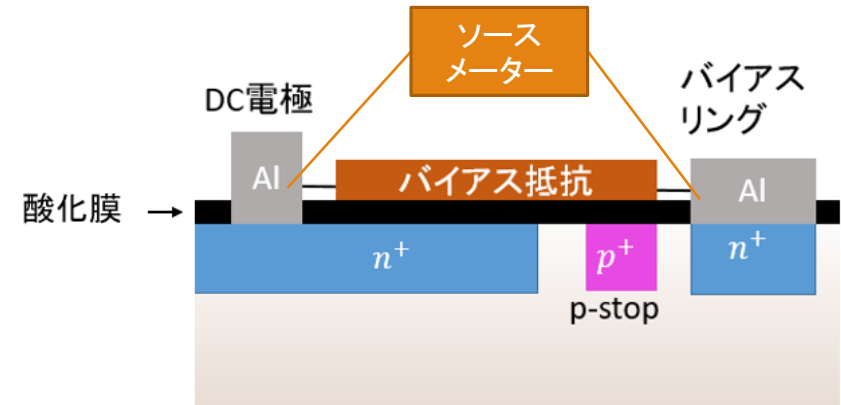 ソース
メーター
DC電極
バイアス
リング
Al
バイアス抵抗
Al
酸化膜
n+
p+
n+
p-stop